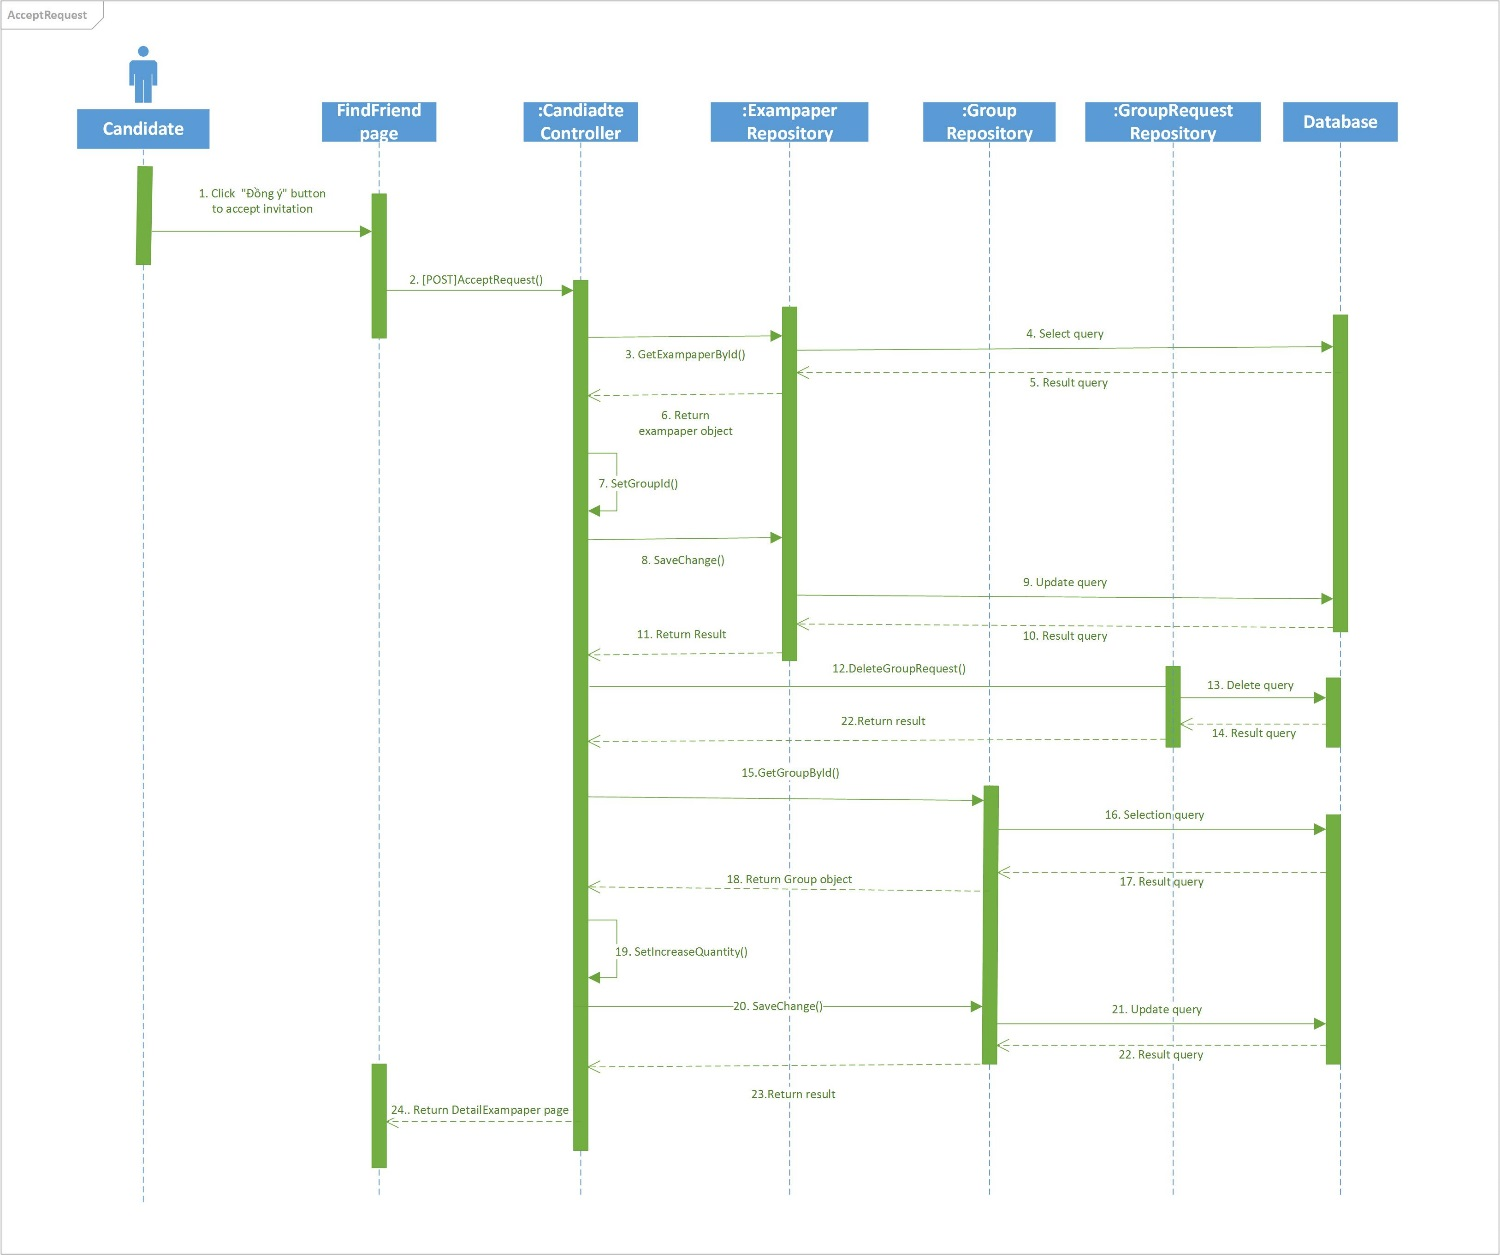 AcceptRequest
Candidate
FindFriend
page
:Candiadte
Controller
:Exampaper
Repository
:Group
Repository
:GroupRequest
Repository
Database
1. Click "Đồng ý" button
to accept invitation
2. [POST]AcceptRequest()
3. GetExampaperById()
4. Select query
5. Result query
6. Return
exampaper object
7. SetGroupId()
8. SaveChange()
9. Update query
10. Result query
11. Return Result
12.DeleteGroupRequest()
13. Delete query
22.Return result
14. Result query
15.GetGroupById()
16. Selection query
17. Result query
18. Return Group object
19. SetIncreaseQuantity()
20. SaveChange()
21. Update query
22. Result query
23.Return result
24.. Return DetailExampaper page